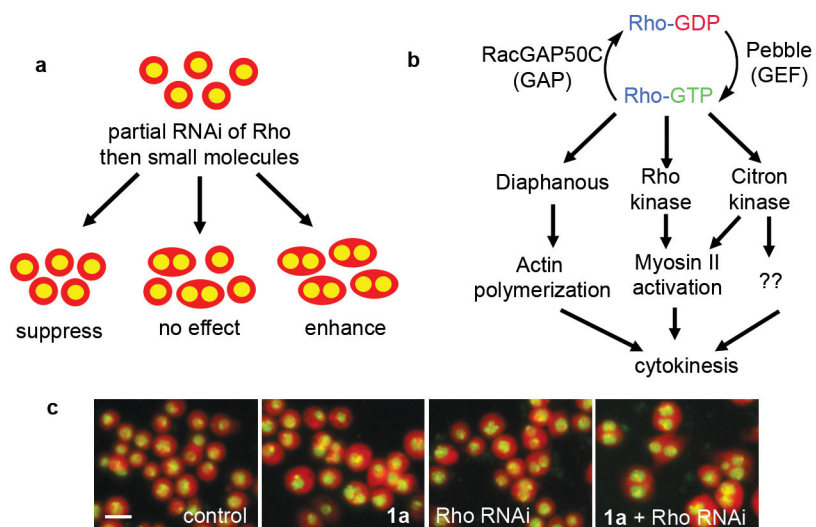 a
partial RNAi of Rho
then small molecules
suppress
no effect
enhance
b
Rho-GDP
RacGAP50C
(GAP)
Pebble
(GEF)
Rho-GTP
Diaphanous
Rho
kinase
Citron
kinase
Actin
polymerization
Myosin II
activation
??
cytokinesis
c
control
1a
Rho RNAi
1a + Rho RNAi